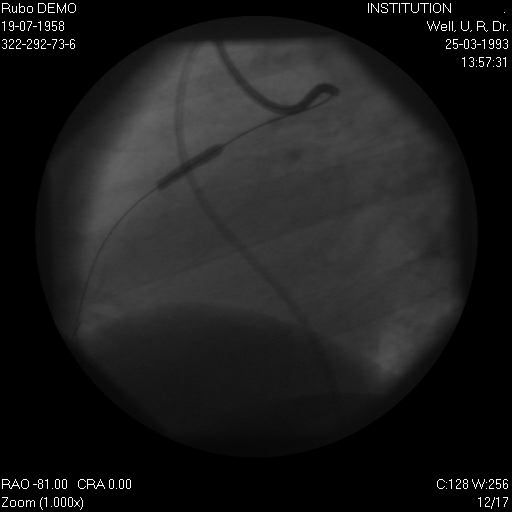 Rubo DEMO
19-07-1958
322-292-73-6
INSTITUTION .
Well, U, R, Dr.
25-03-1993
13:57:31
RAO -81.00 CRA 0.00
Zoom (1.000x)
C:128 W:256
12/17